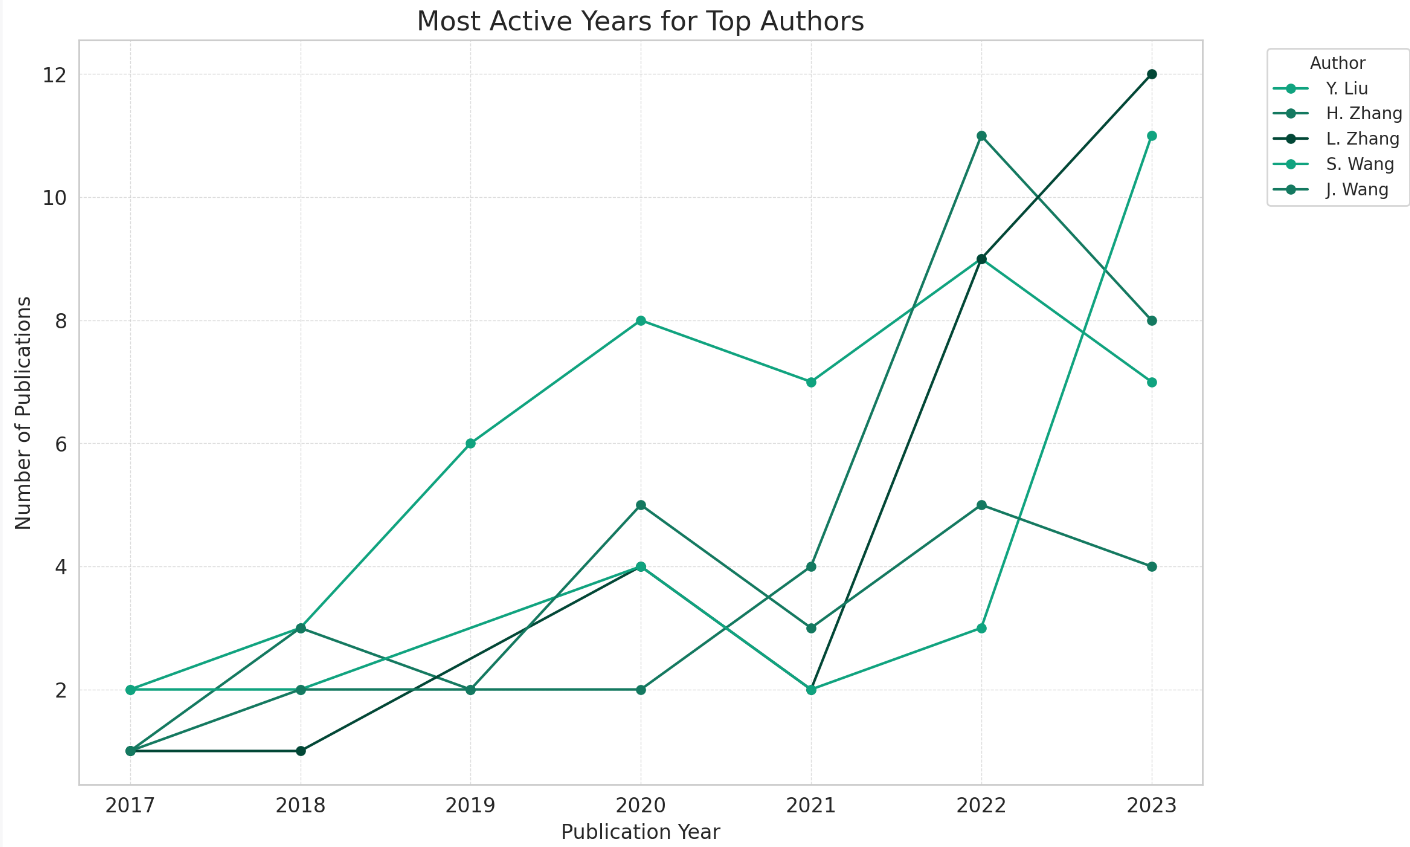 Most Active Years for Top Authors
Number of Publications
12
10
8
6
4
2
2017 2018 2019 2020 2021 2022 2023
Publication Year
Author
Y. Liu
H. Zhang
L. Zhang
S. Wang
J. Wang